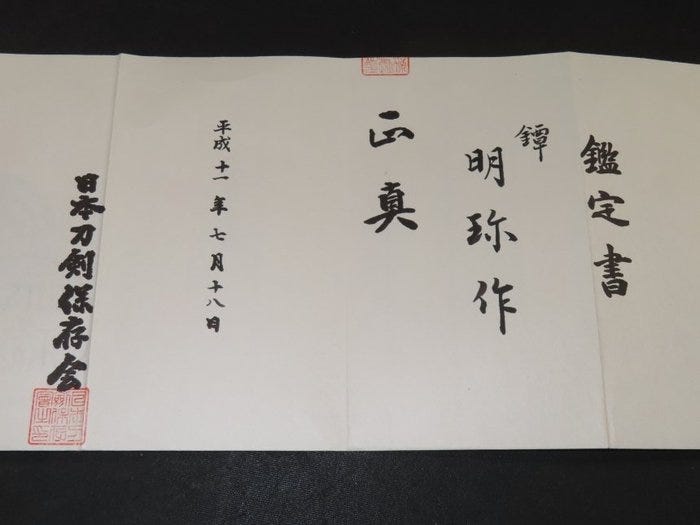 鑑定書
鐔
明珎作
正真
平成十一年七月十八日
日本刀剣保存会